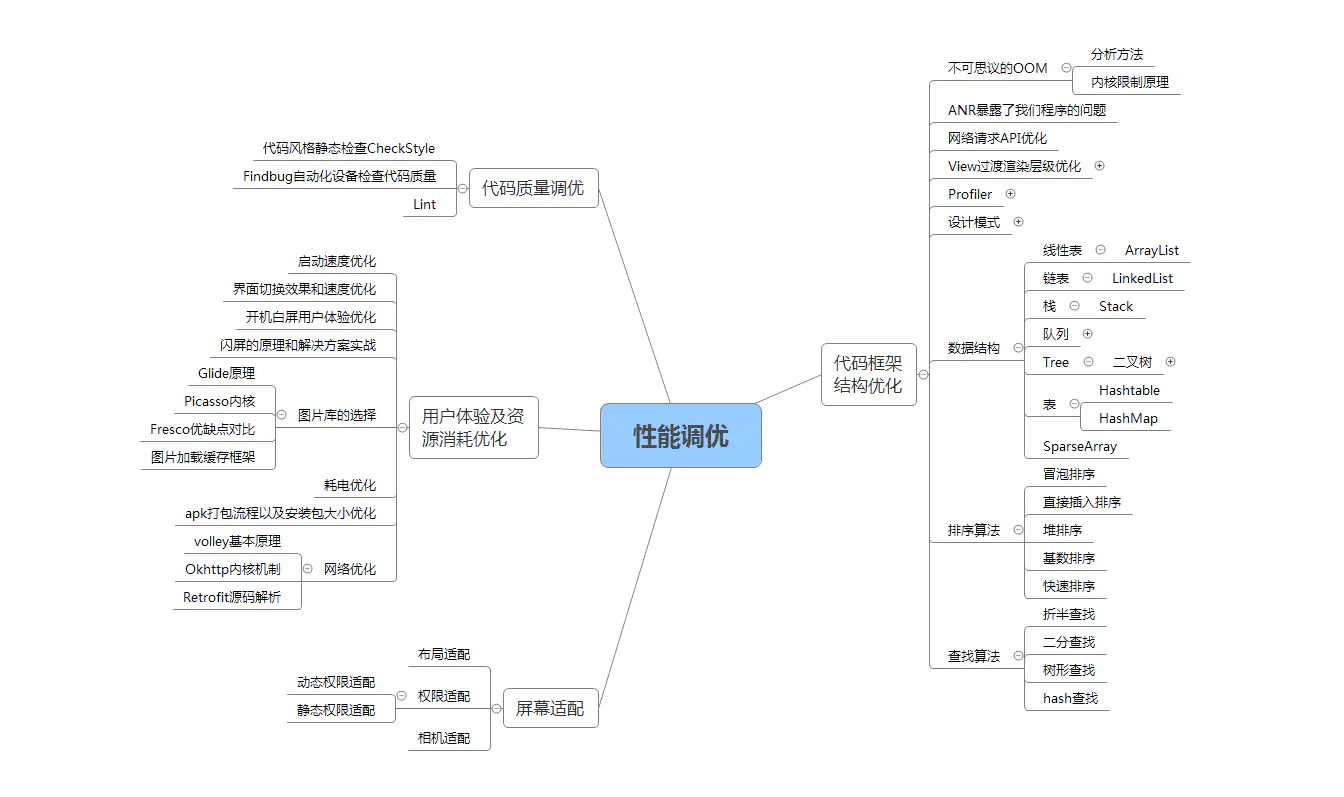 性能调优
代码框架
结构优化
不可思议的OOM
分析方法
内核限制原理
ANR暴露了我们程序的问题
网络请求API优化
View过渡渲染层级优化
Profiler
设计模式
数据结构
线性表
ArrayList
链表
LinkedList
栈
Stack
队列
Tree
二叉树
表
Hashtable
HashMap
SparseArray
排序算法
冒泡排序
直接插入排序
堆排序
基数排序
快速排序
查找算法
折半查找
二分查找
树形查找
hash查找
代码质量调优
代码风格静态检查CheckStyle
Findbug自动化设备检查代码质量
Lint
用户体验及资
源消耗优化
启动速度优化
界面切换效果和速度优化
开机白屏用户体验优化
闪屏的原理和解决方案实战
图片库的选择
Glide原理
Picasso内核
Fresco优缺点对比
图片加载缓存框架
耗电优化
apk打包流程以及安装包大小优化
网络优化
volley基本原理
Okhttp内核机制
Retrofit源码解析
屏幕适配
布局适配
权限适配
动态权限适配
静态权限适配
相机适配